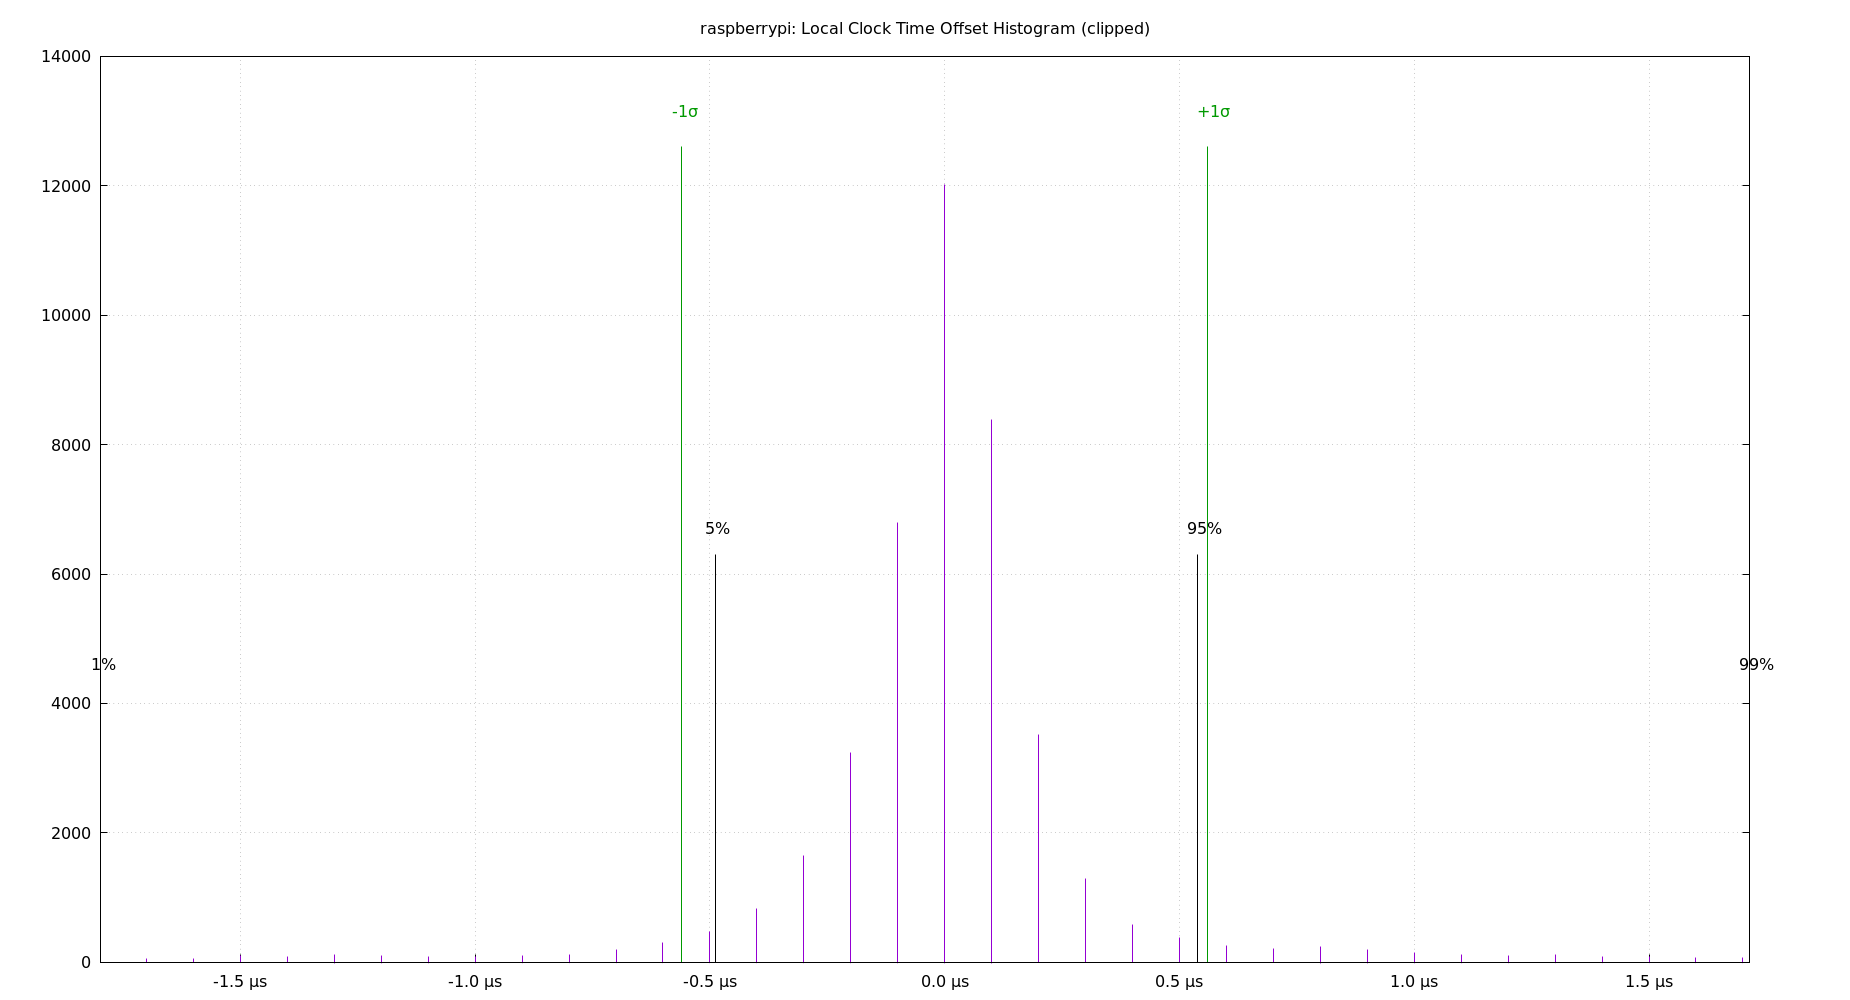 raspberrypi: Local Clock Time Offset Histogram (clipped)
14000
-1σ
+1σ
12000
10000
8000
5%
95%
6000
1%
99%
4000
2000
0
-1.5 µs
-1.0 µs
-0.5 µs
0.0 µs
0.5 µs
1.0 µs
1.5 µs